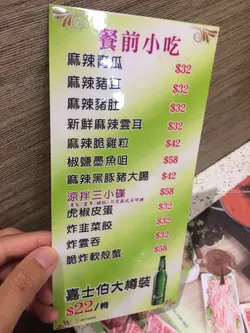 餐前小吃
麻辣青瓜 $32
麻辣豬耳 $32
麻辣豬肚 $32
新鮮麻辣雲耳 $32
麻辣脆雞粒 $42
椒鹽墨魚咀 $58
麻辣黑豚豬大腸 $42
涼拌三小碟 $58
虎椒皮蛋 $32
炸韭菜餃 $32
炸雲吞 $32
脆炸軟殼蟹 $58
嘉士伯大樽裝
$22/樽